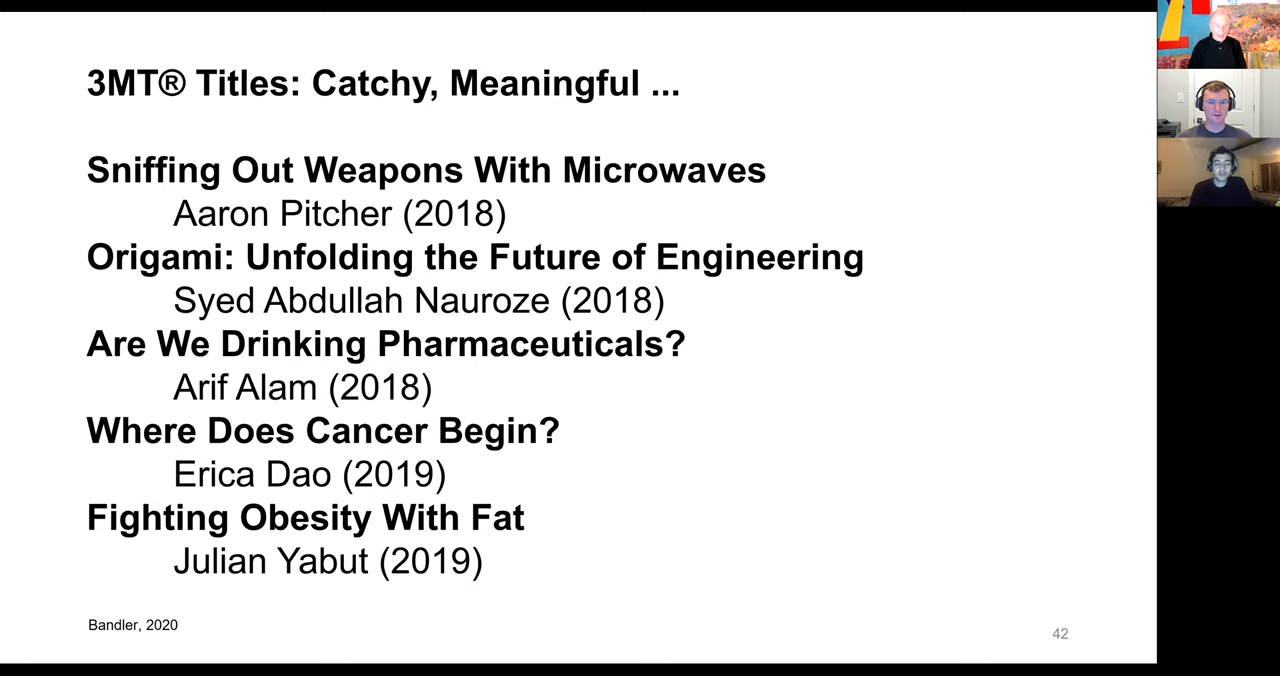 3MT® Titles: Catchy, Meaningful ...
Sniffing Out Weapons With Microwaves
Aaron Pitcher (2018)
Origami: Unfolding the Future of Engineering
Syed Abdullah Nauroze (2018)
Are We Drinking Pharmaceuticals?
Arif Alam (2018)
Where Does Cancer Begin?
Erica Dao (2019)
Fighting Obesity With Fat
Julian Yabut (2019)
Bandler, 2020
42